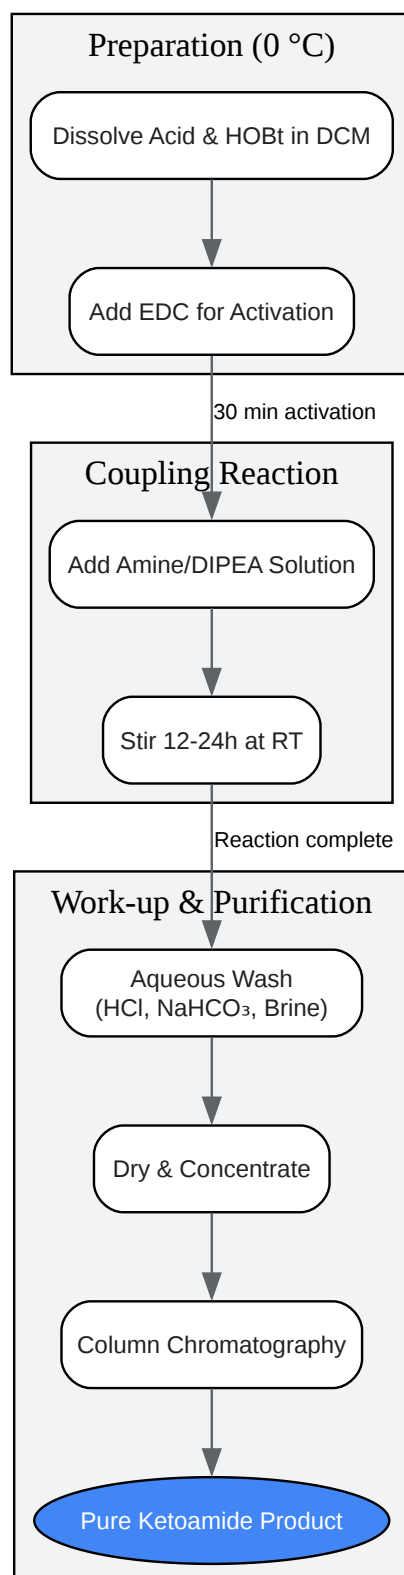 Preparation (0 °C)
Dissolve Acid & HOBt in DCM
Add EDC for Activation
30 min activation
Coupling Reaction
Add Amine/DIPEA Solution
Stir 12-24h at RT
Reaction complete
Work-up & Purification
Aqueous Wash
(HCl, NaHCO₃, Brine)
Dry & Concentrate
Column Chromatography
Pure Ketoamide Product